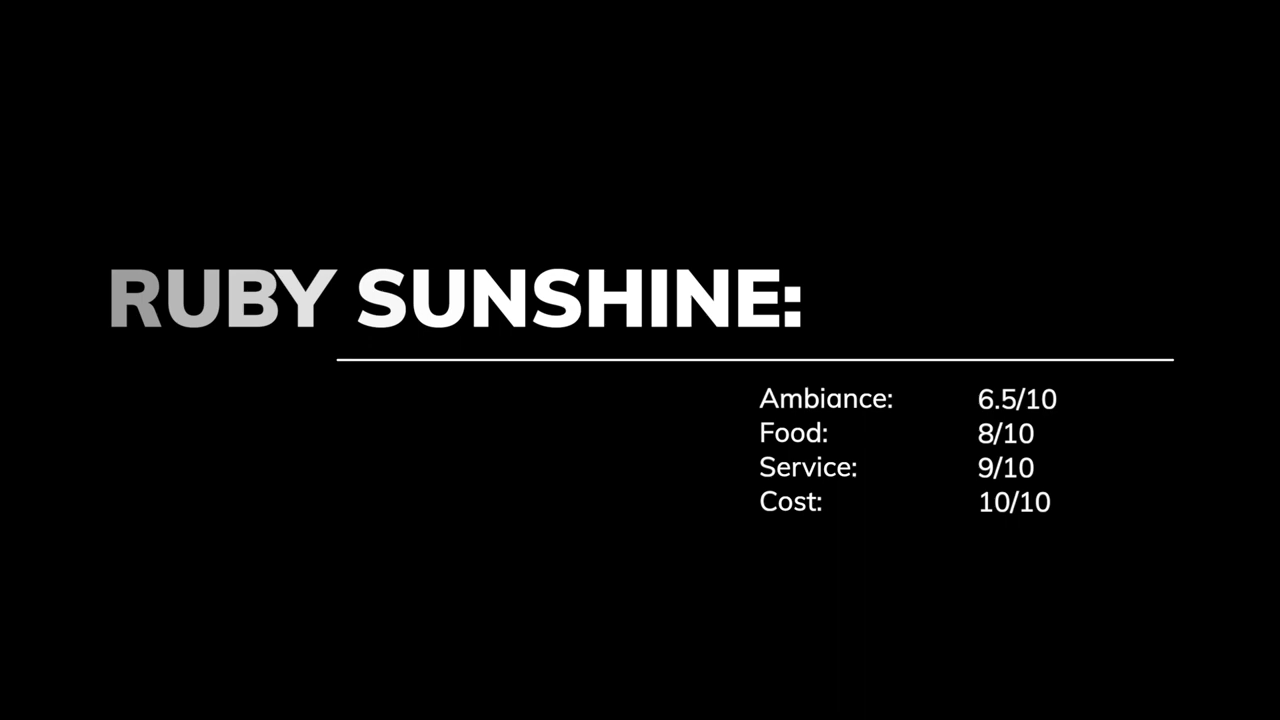 RUBY SUNSHINE:
Ambiance: 6.5/10
Food: 8/10
Service: 9/10
Cost: 10/10